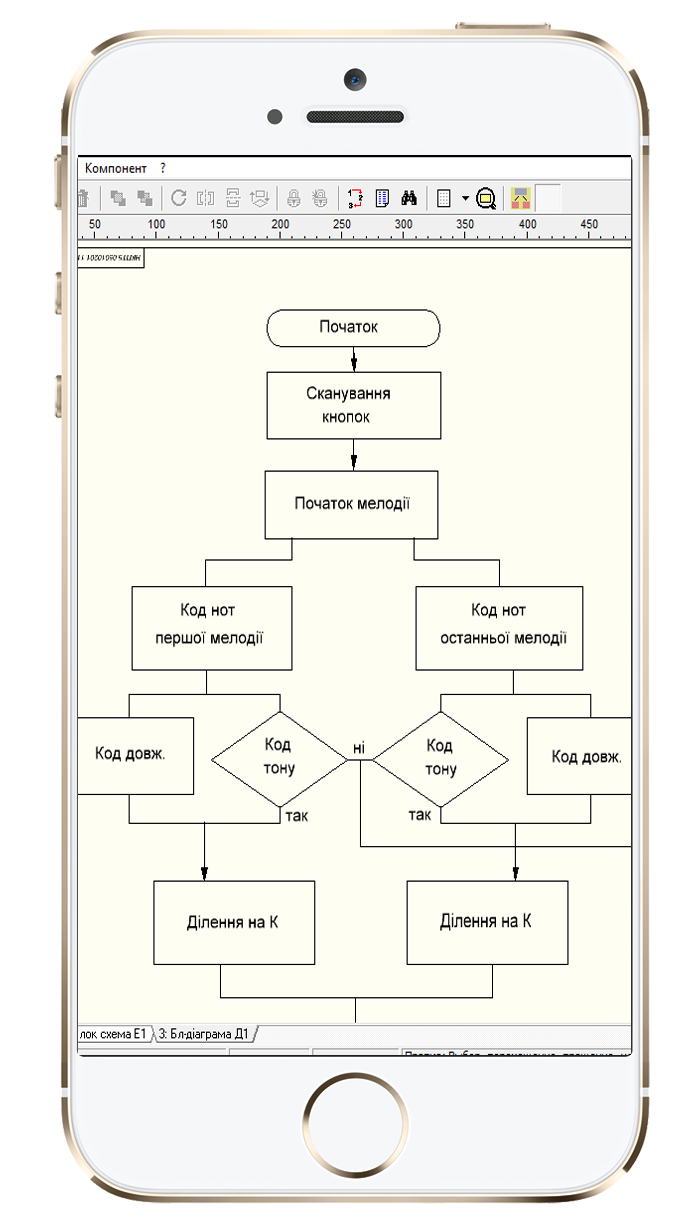 Компонент ?
50 100 150 200 250 300 350 400 450
Початок
Сканування
кнопок
Початок мелодії
Код нот
першої мелодії
Код нот
останньої мелодії
Код довж.
Код
тону
ні
Код
тону
Код довж.
так
так
Ділення на К
Ділення на К
лок схема Е1
3: Бл-діаграма Д1